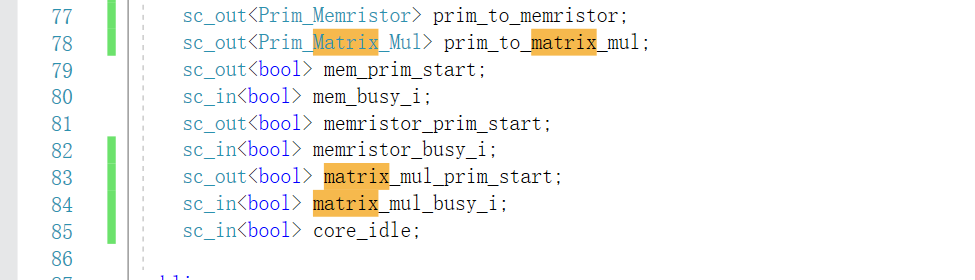 77 sc_out<Prim_Memristor> prim_to_memristor;
78 sc_out<Prim_Matrix_Mul> prim_to_matrix_mul;
79 sc_out<bool> mem_prim_start;
80 sc_in<bool> mem_busy_i;
81 sc_out<bool> memristor_prim_start;
82 sc_in<bool> memristor_busy_i;
83 sc_out<bool> matrix_mul_prim_start;
84 sc_in<bool> matrix_mul_busy_i;
85 sc_in<bool> core_idle;
86